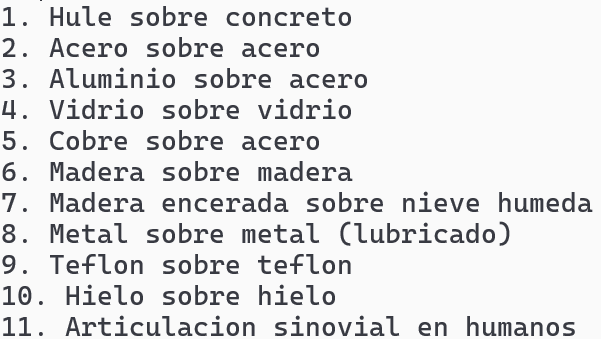 1. Hule sobre concreto
2. Acero sobre acero
3. Aluminio sobre acero
4. Vidrio sobre vidrio
5. Cobre sobre acero
6. Madera sobre madera
7. Madera encerada sobre nieve humeda
8. Metal sobre metal (lubricado)
9. Teflon sobre teflon
10. Hielo sobre hielo
11. Articulacion sinovial en humanos